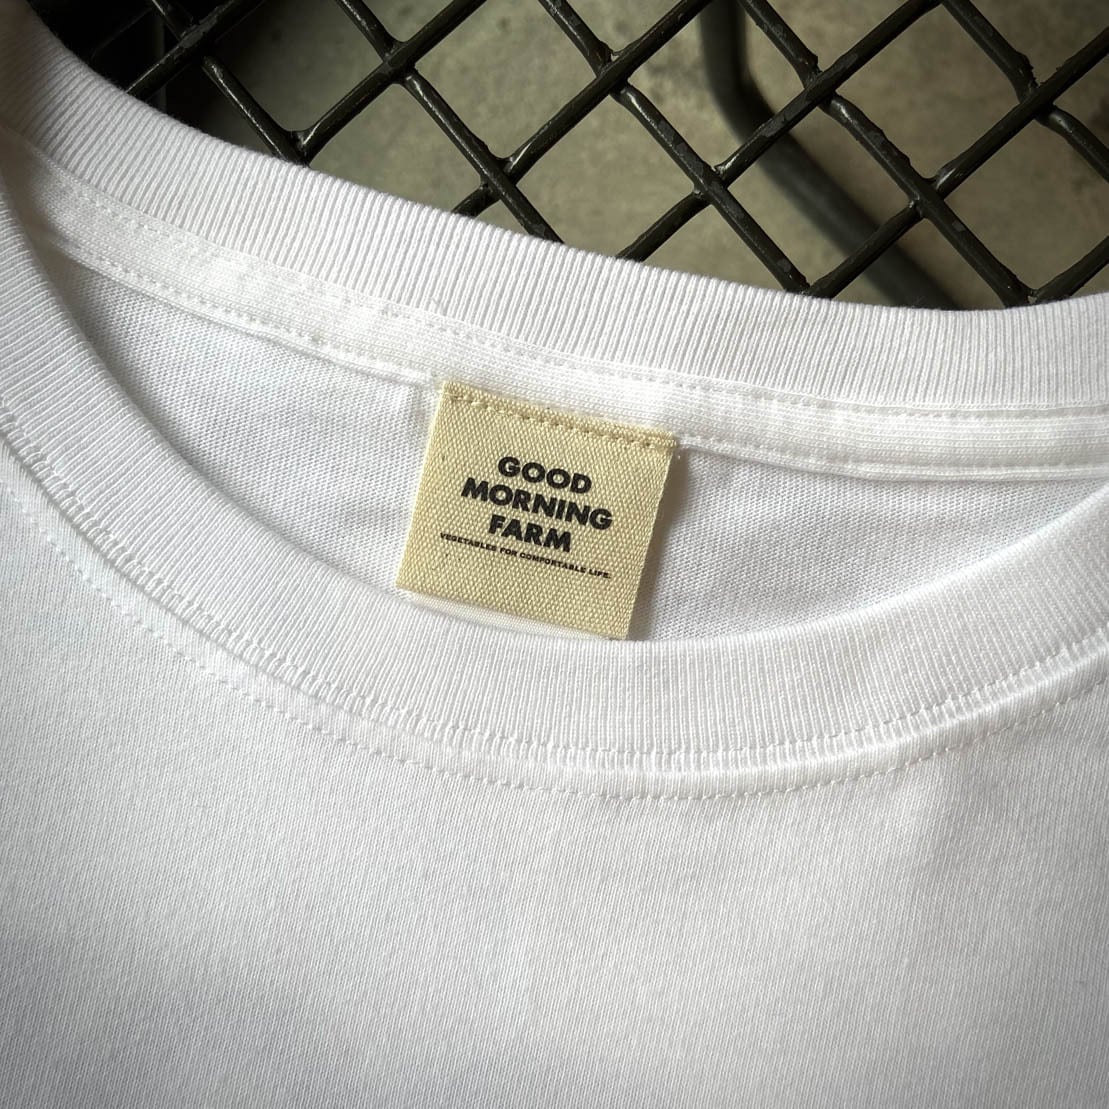 GOOD
MORNING
FARM
VEGETABLES FOR COMFORTABLE LIFE.